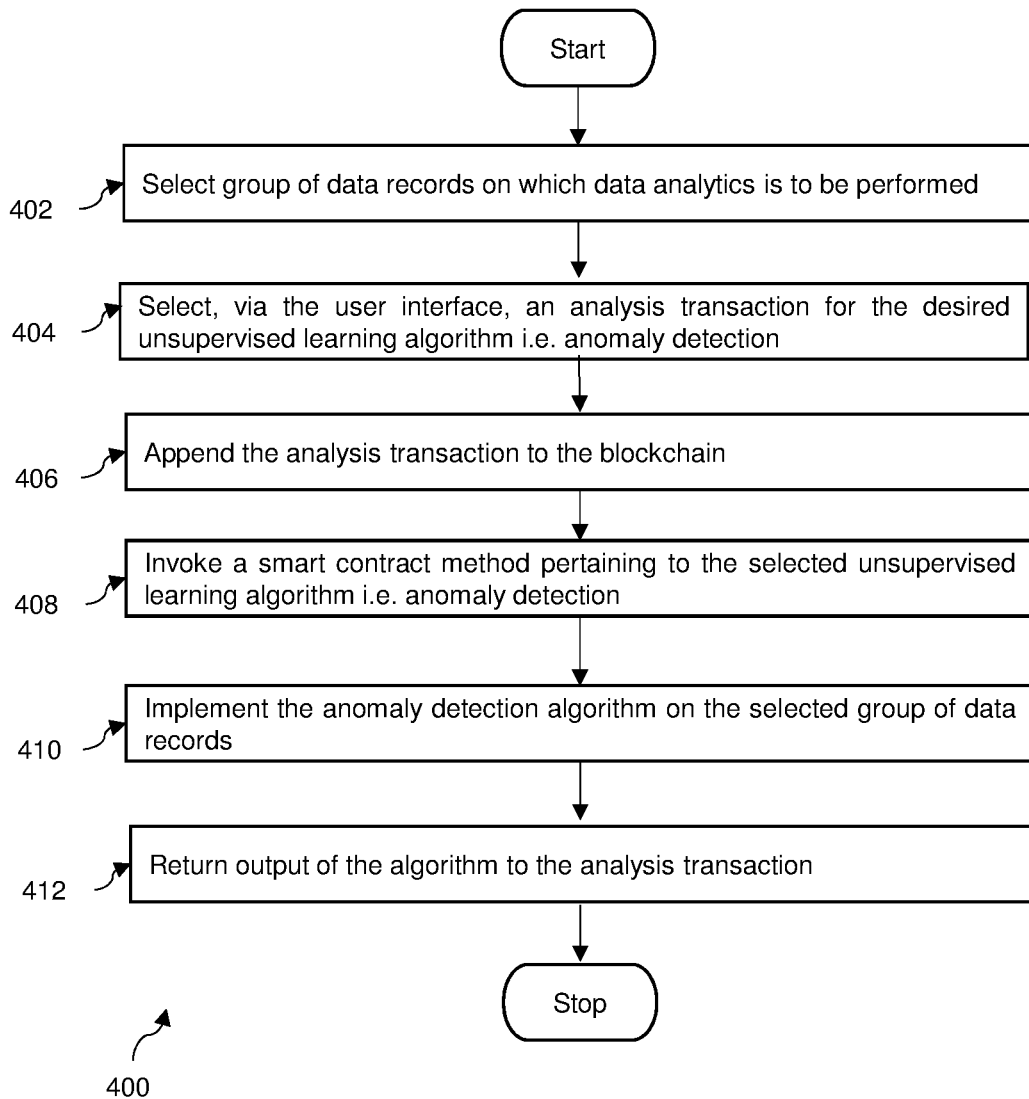 Start
Select group of data records on which data analytics is to be performed
402
Select, via the user interface, an analysis transaction for the desired
unsupervised learning algorithm i.e. anomaly detection
404
Append the analysis transaction to the blockchain
406
Invoke a smart contract method pertaining to the selected unsupervised
learning algorithm i.e. anomaly detection
408
Implement the anomaly detection algorithm on the selected group of data
records
410
Return output of the algorithm to the analysis transaction
412
Stop
400